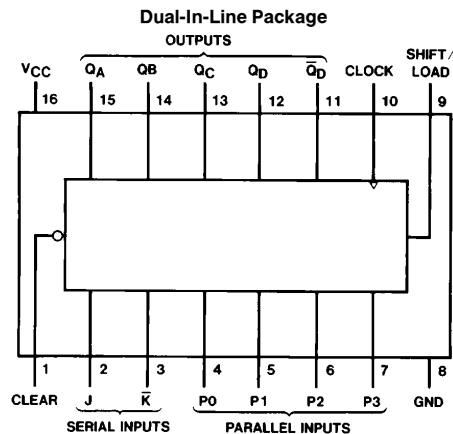 Dual-In-Line Package
OUTPUTS
VCC QA QB QC QD Q̅D CLOCK SHIFT/
LOAD
16 15 14 13 12 11 10 9
1 2 3 4 5 6 7 8
CLEAR J K̅ P0 P1 P2 P3 GND
SERIAL INPUTS PARALLEL INPUTS